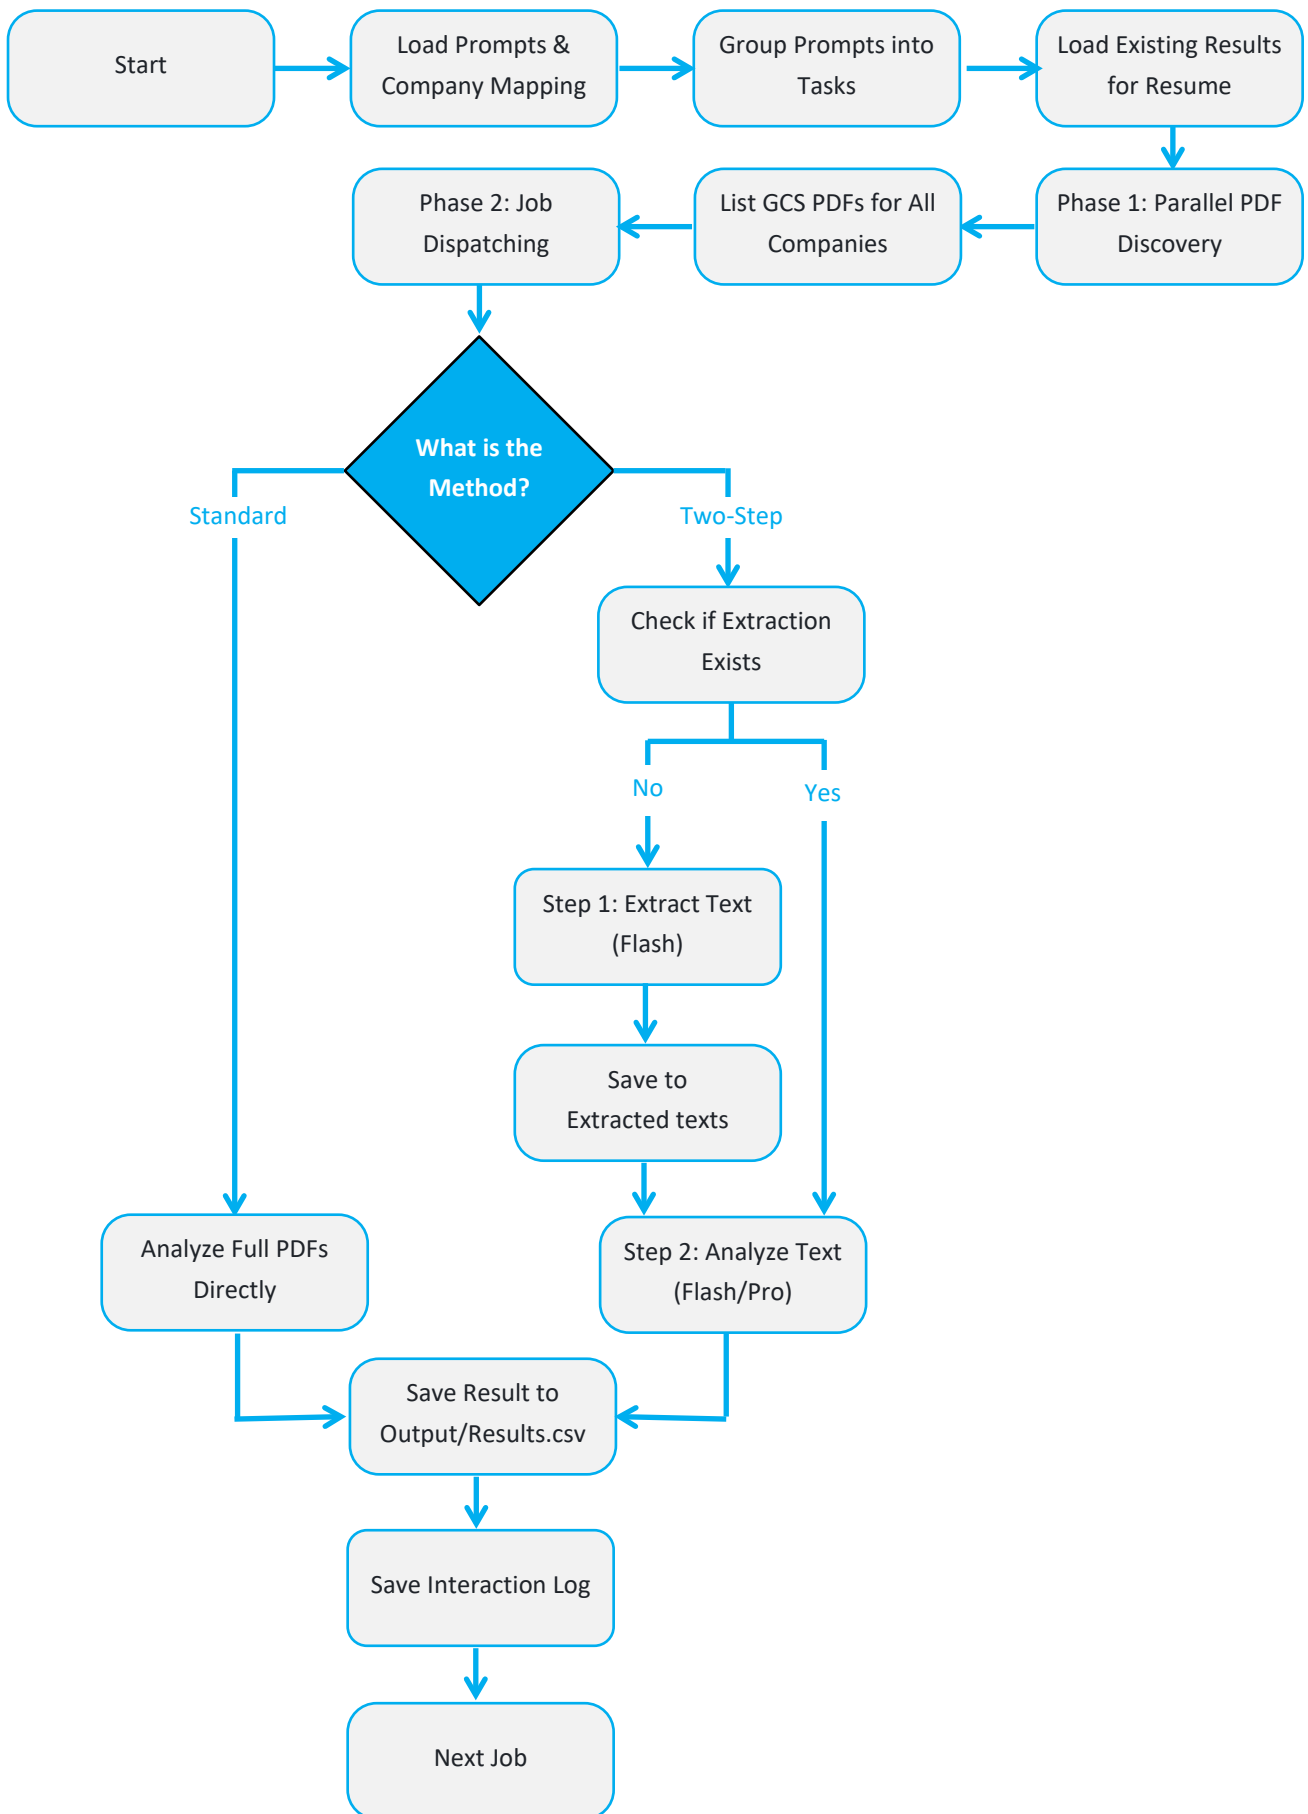 Start
Load Prompts &
Company Mapping
Group Prompts into
Tasks
Load Existing Results
for Resume
Phase 1: Parallel PDF
Discovery
List GCS PDFs for All
Companies
Phase 2: Job
Dispatching
What is the
Method?
Standard
Two-Step
Check if Extraction
Exists
No
Yes
Step 1: Extract Text
(Flash)
Save to
Extracted texts
Analyze Full PDFs
Directly
Step 2: Analyze Text
(Flash/Pro)
Save Result to
Output/Results.csv
Save Interaction Log
Next Job